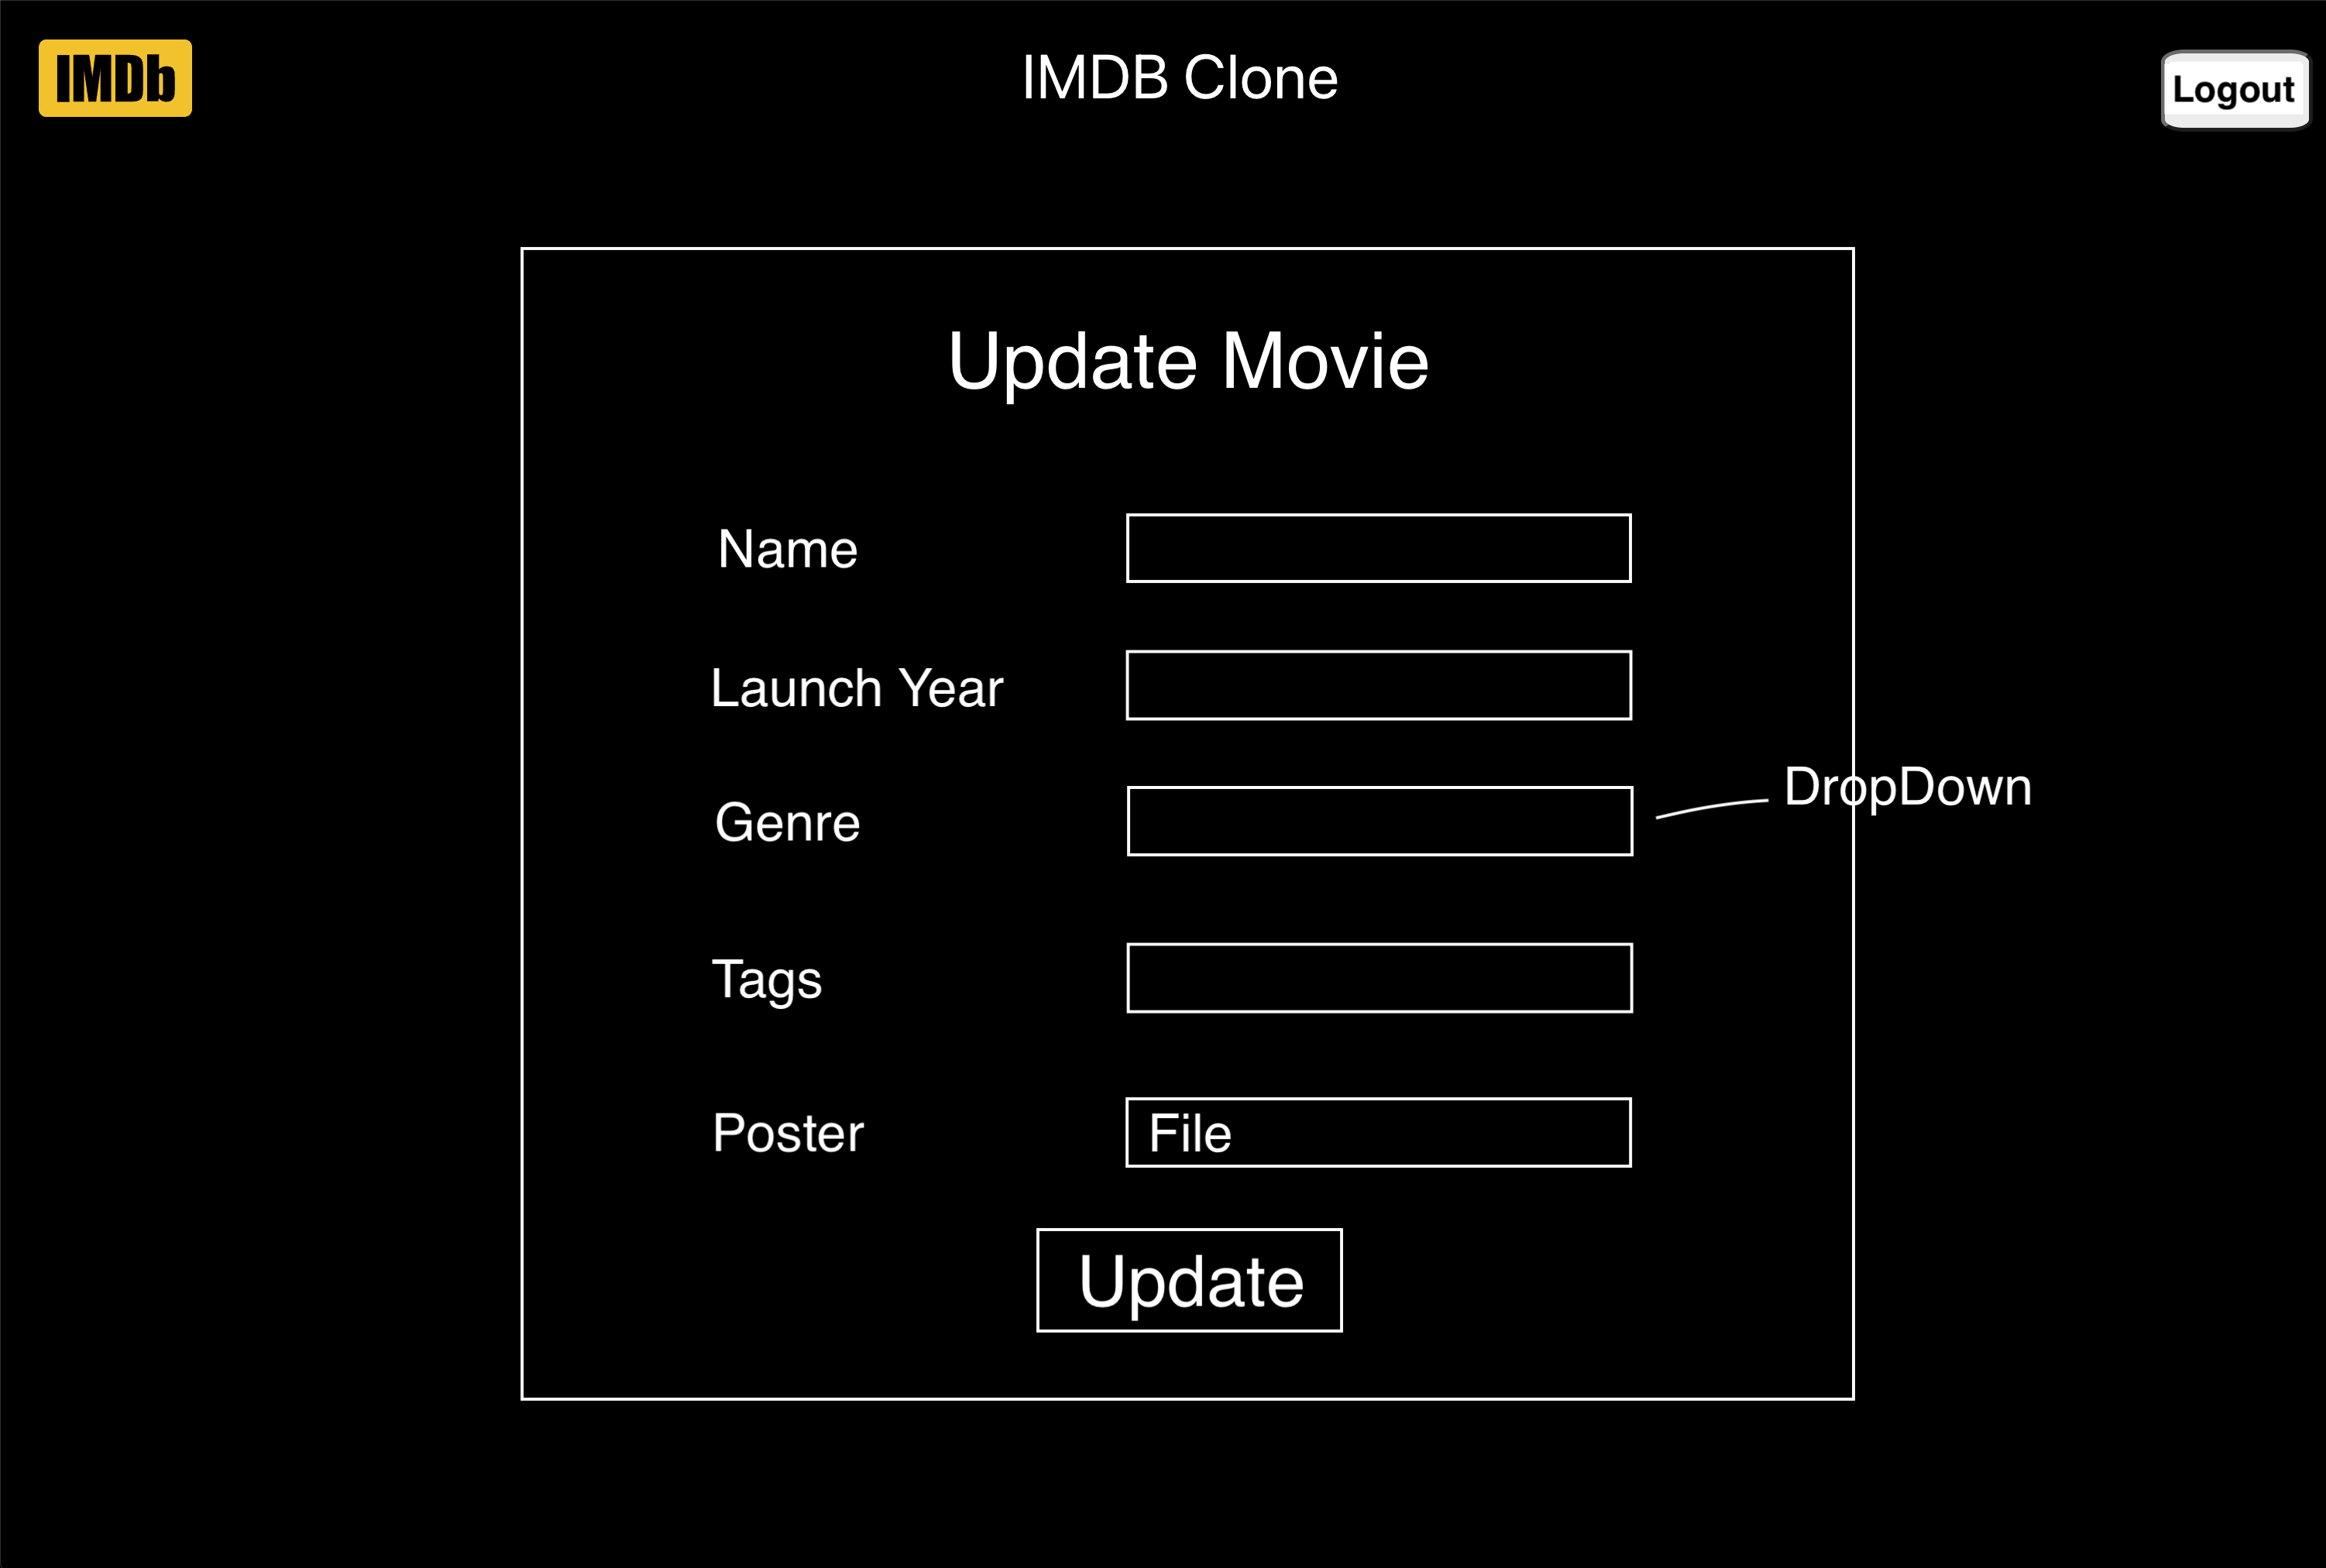 IMDb
IMDB Clone
Logout
Update Movie
Name
Launch Year
Genre
DropDown
Tags
Poster
File
Update